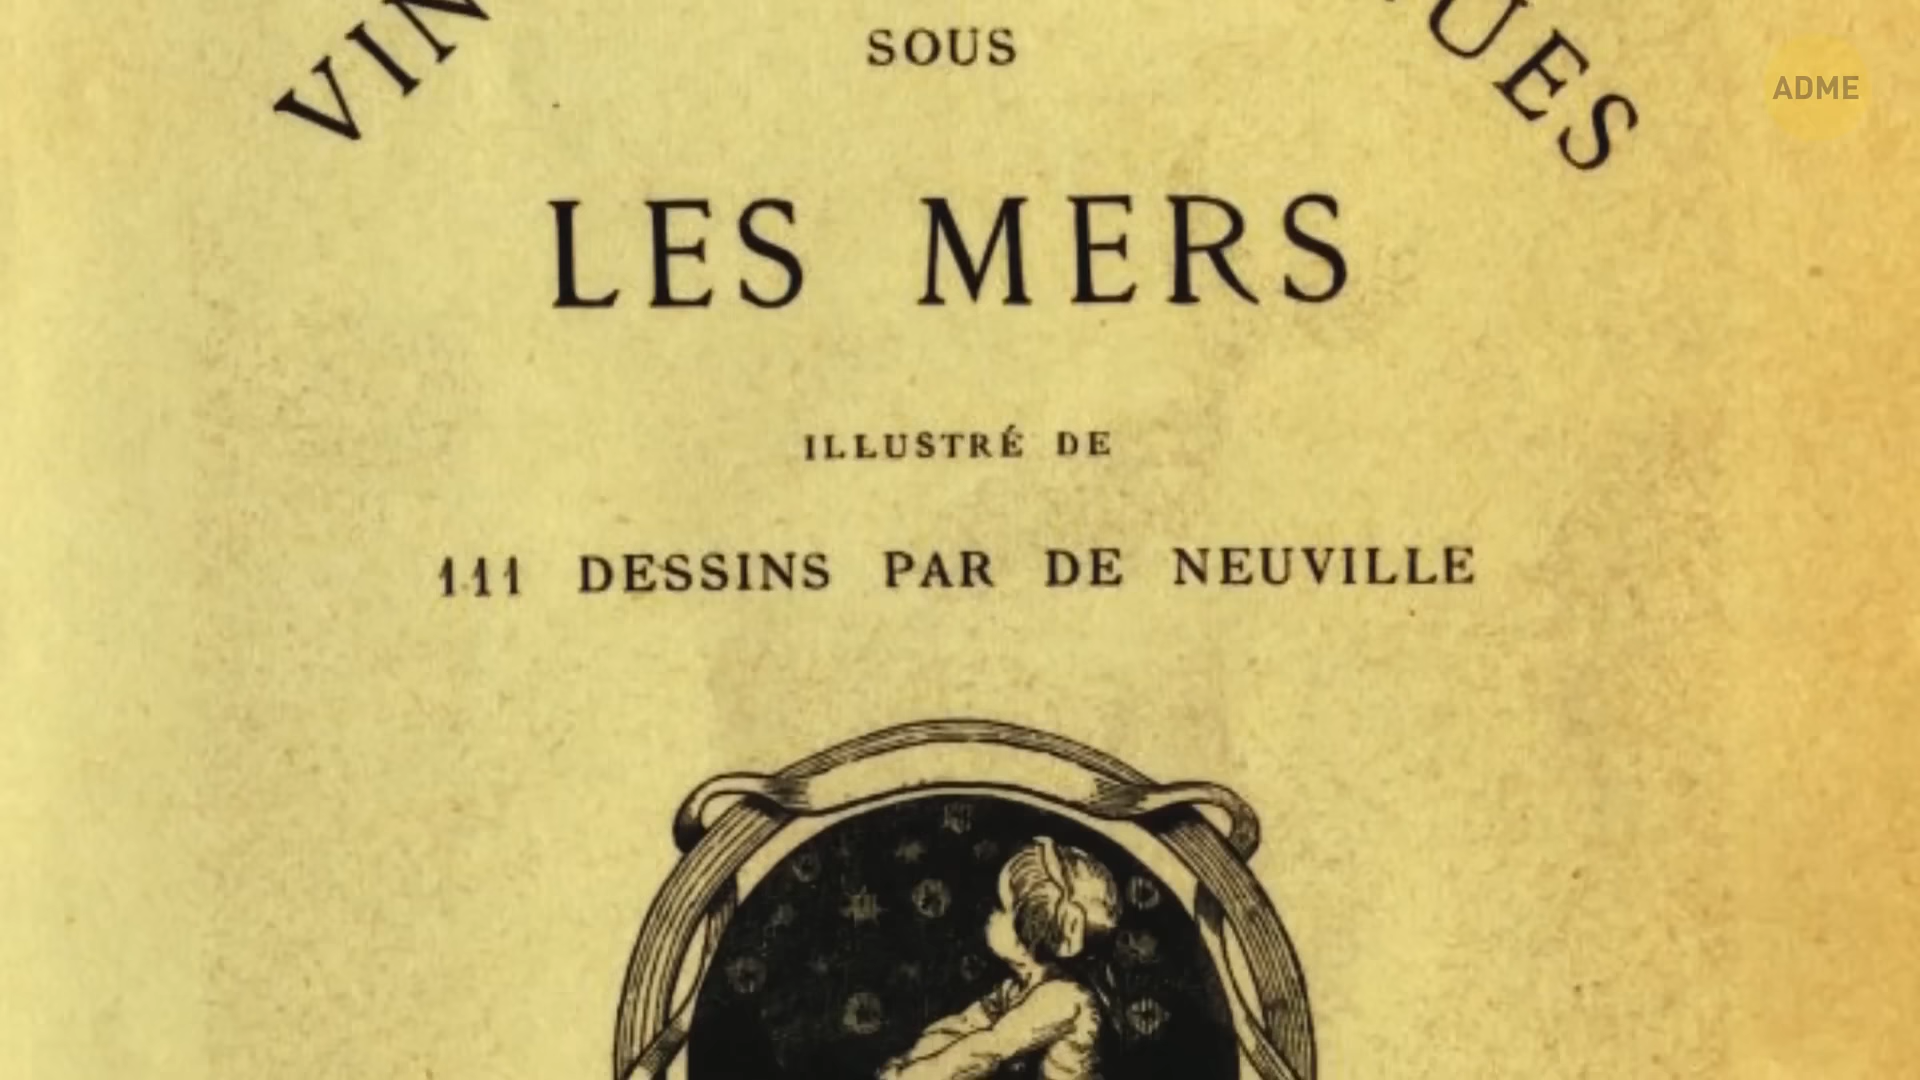 SOUS
LES MERS
ILLUSTRÉ DE
111 DESSINS PAR DE NEUVILLE
ADME